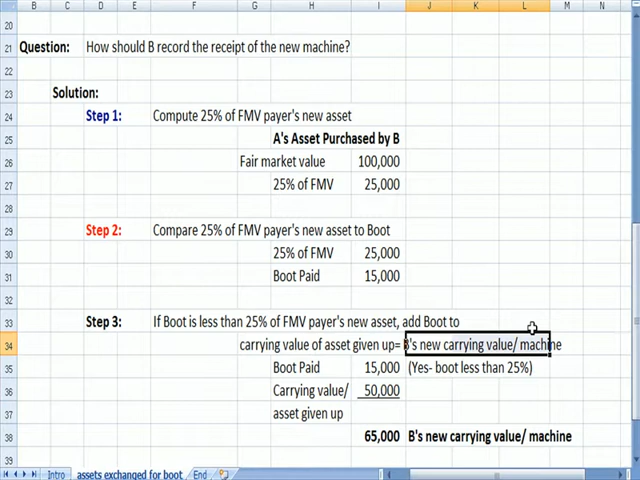 B C D E F G H I J K L M N
20
21 Question: How should B record the receipt of the new machine?
22
23 Solution:
24 Step 1: Compute 25% of FMV payer's new asset
25 A's Asset Purchased by B
26 Fair market value 100,000
27 25% of FMV 25,000
28
29 Step 2: Compare 25% of FMV payer's new asset to Boot
30 25% of FMV 25,000
31 Boot Paid 15,000
32
33 Step 3: If Boot is less than 25% of FMV payer's new asset, add Boot to
34 carrying value of asset given up= B's new carrying value/ machine
35 Boot Paid 15,000 (Yes- boot less than 25%)
36 Carrying value/ 50,000
37 asset given up
38 65,000 B's new carrying value/ machine
39
Intro assets exchanged for boot End